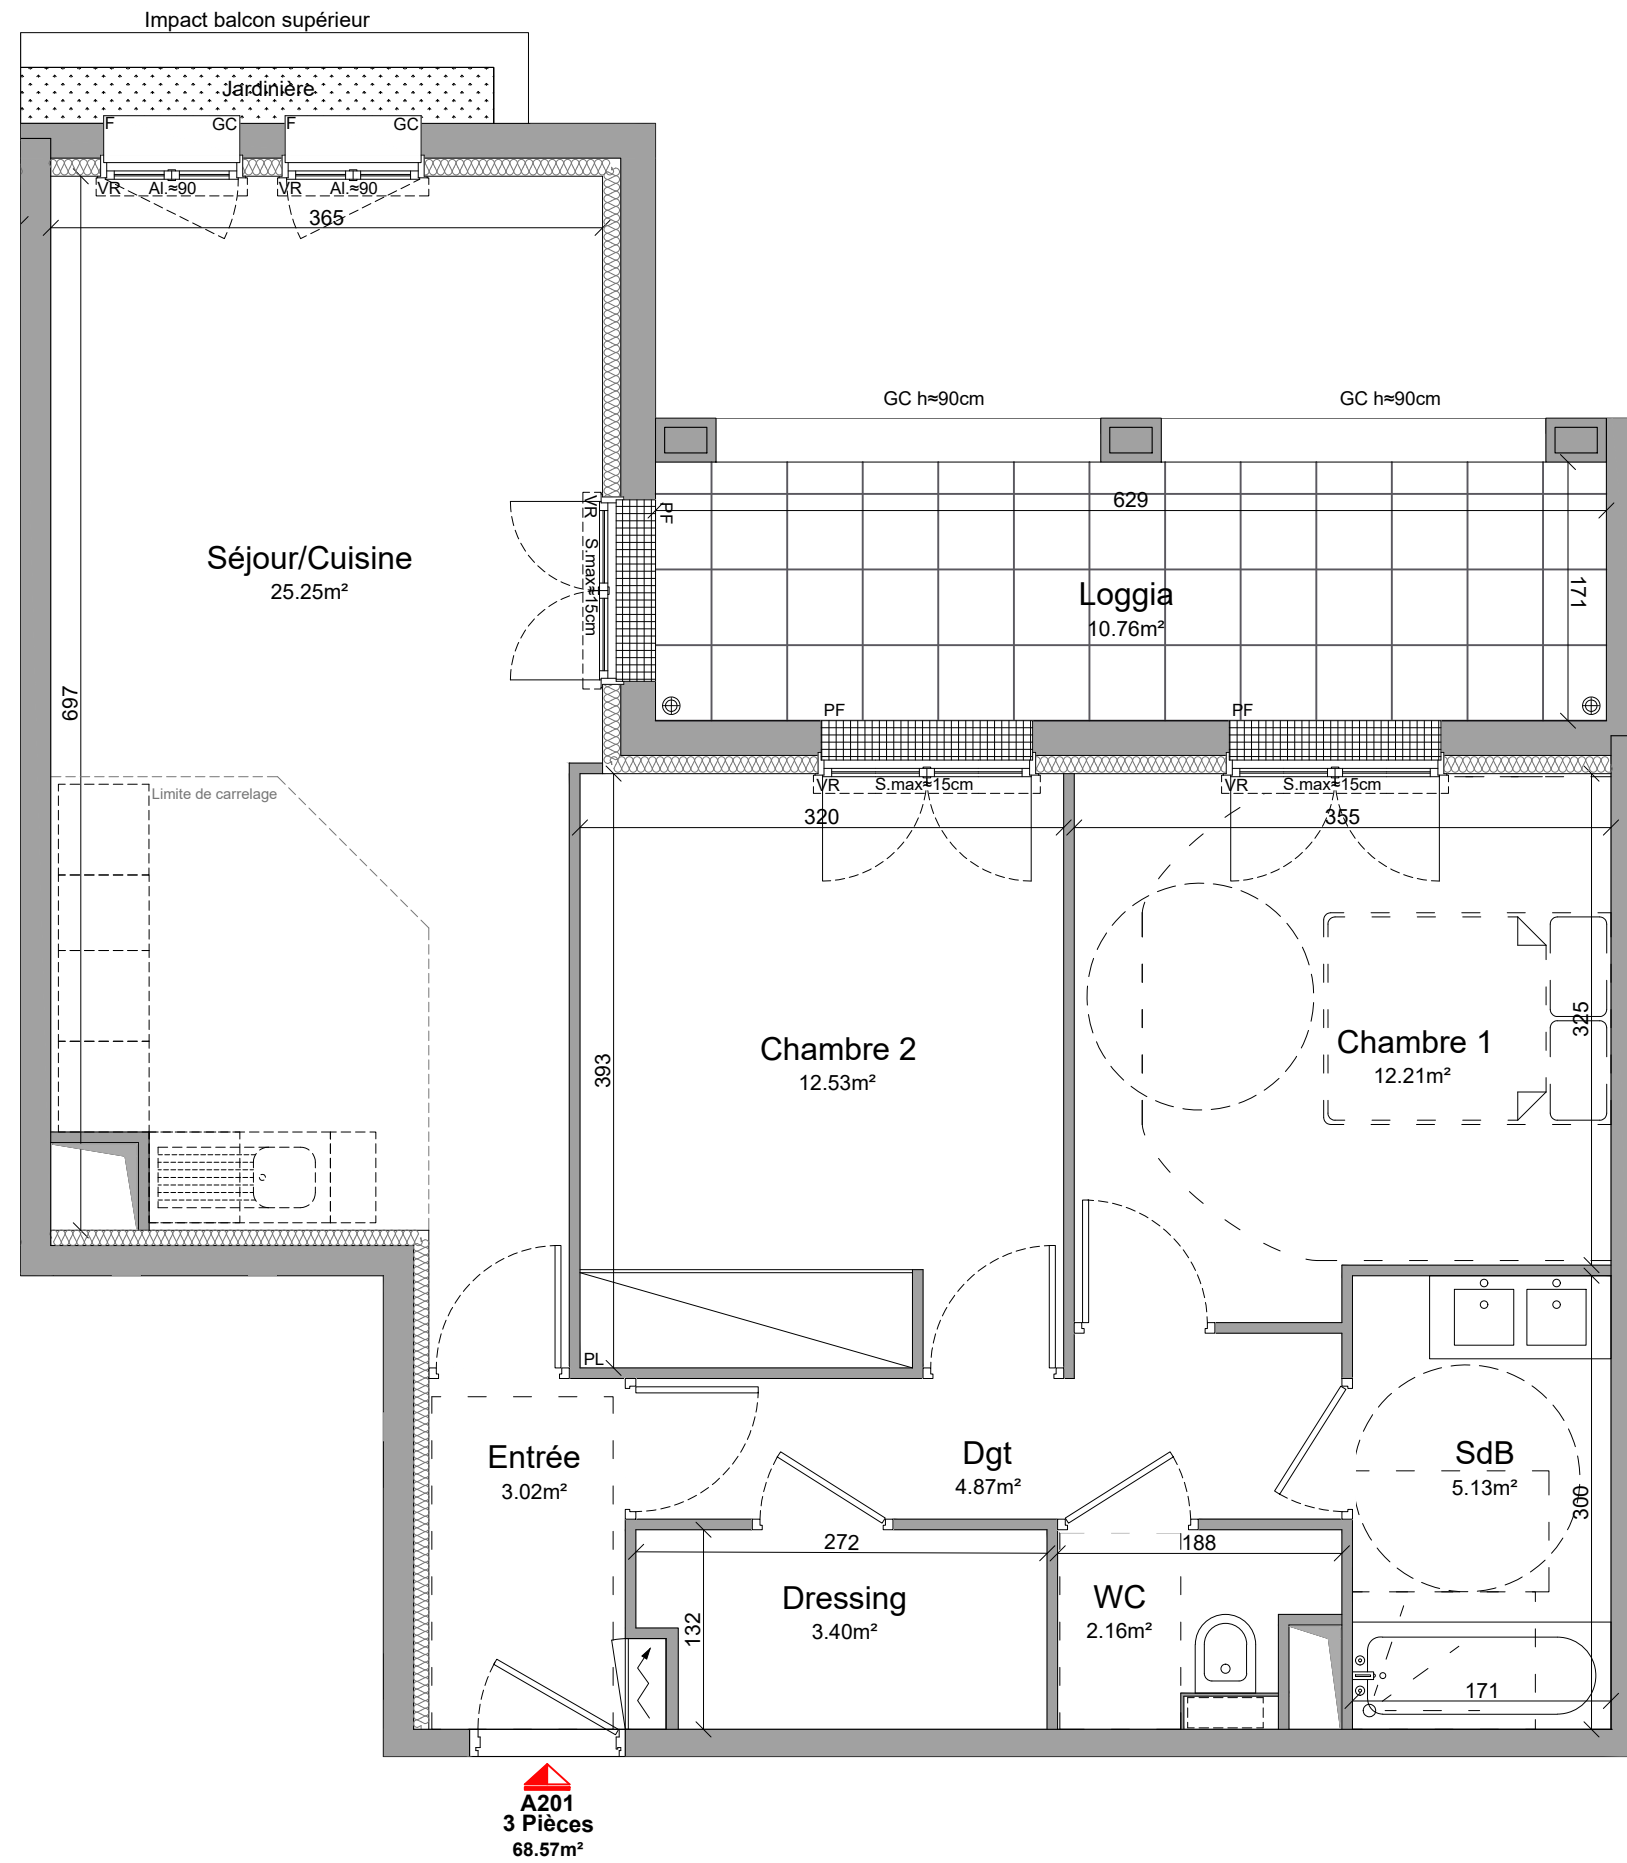 Impact balcon supérieur
Jardinière
F GC F GC
VR Al.≈90 VR Al.≈90
365
GC h≈90cm GC h≈90cm
VR PF
629
S.max≈15cm
Séjour/Cuisine
25.25m²
Loggia
10.76m²
171
697
PF PF
VR S.max≈15cm VR S.max≈15cm
Limite de carrelage
320 355
325
Chambre 2
12.53m²
Chambre 1
12.21m²
393
PL
Entrée
3.02m²
Dgt
4.87m²
SdB
5.13m²
300
272 188
Dressing
3.40m²
132
WC
2.16m²
171
A201
3 Pièces
68.57m²